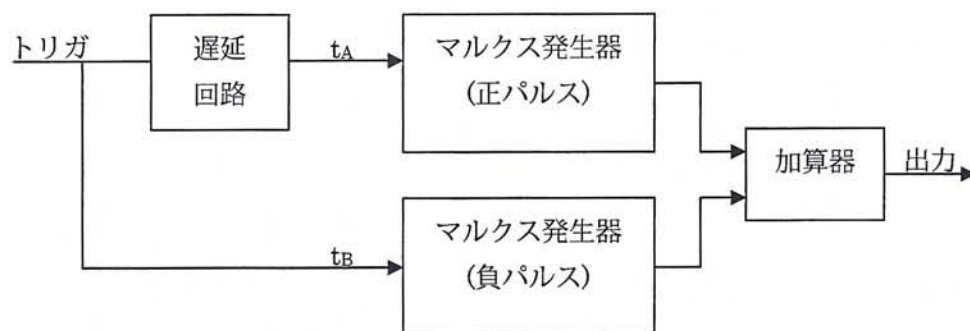 トリガ
遅延
回路
tA
マルクス発生器
(正パルス)
加算器
出力
tB
マルクス発生器
(負パルス)